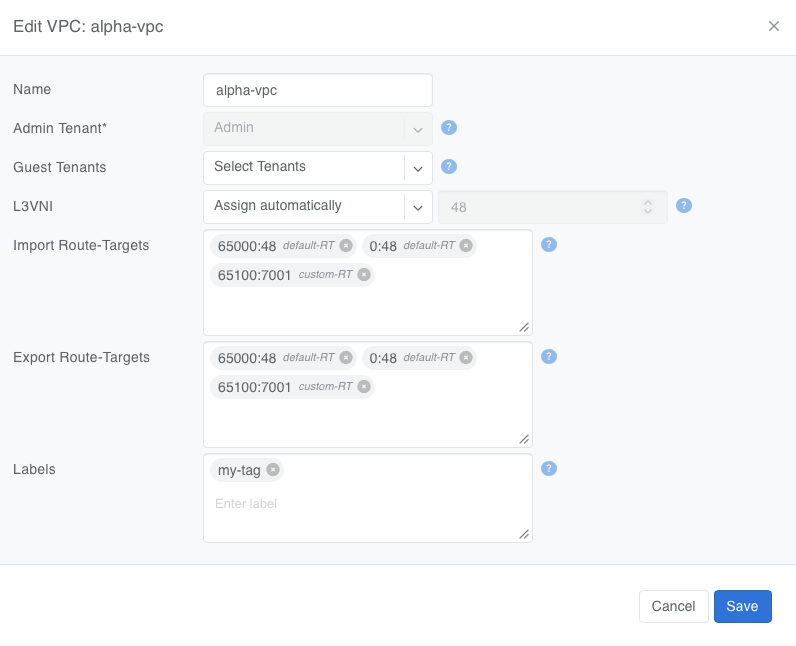 Edit VPC: alpha-vpc ×
Name alpha-vpc
Admin Tenant* Admin ?
Guest Tenants Select Tenants ?
L3VNI Assign automatically 48 ?
Import Route-Targets 65000:48 default-RT × 0:48 default-RT × ?
65100:7001 custom-RT ×
Export Route-Targets 65000:48 default-RT × 0:48 default-RT × ?
65100:7001 custom-RT ×
Labels my-tag × ?
Enter label
Cancel Save